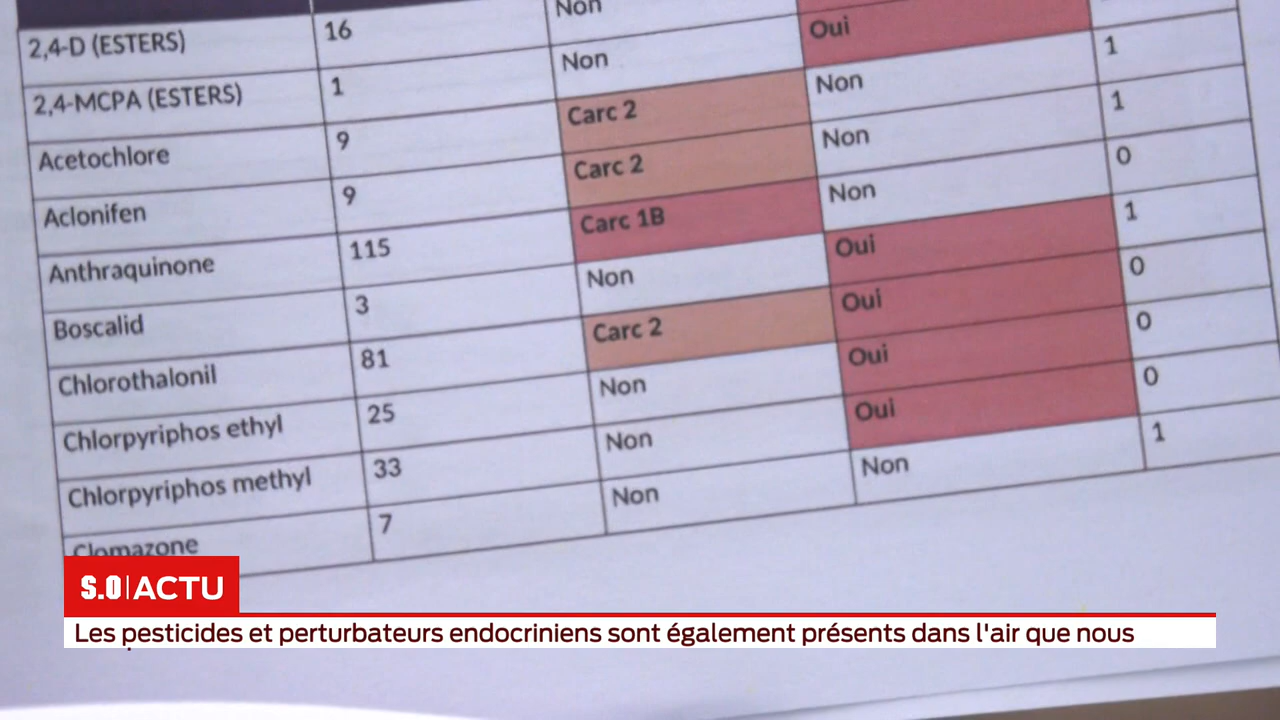 2,4-D (ESTERS) 16 Non
2,4-MCPA (ESTERS) 1 Non Oui
Acetochlore 9 Carc 2 Non 1
Aclonifen 9 Carc 2 Non 1
Anthraquinone 115 Carc 1B Non 0
Boscalid 3 Non Oui 1
Chlorothalonil 81 Carc 2 Oui 0
Chlorpyriphos ethyl 25 Non Oui 0
Chlorpyriphos methyl 33 Non Oui 0
Clomazone 7 Non Non 1
S.O ACTU
Les pesticides et perturbateurs endocriniens sont également présents dans l'air que nous